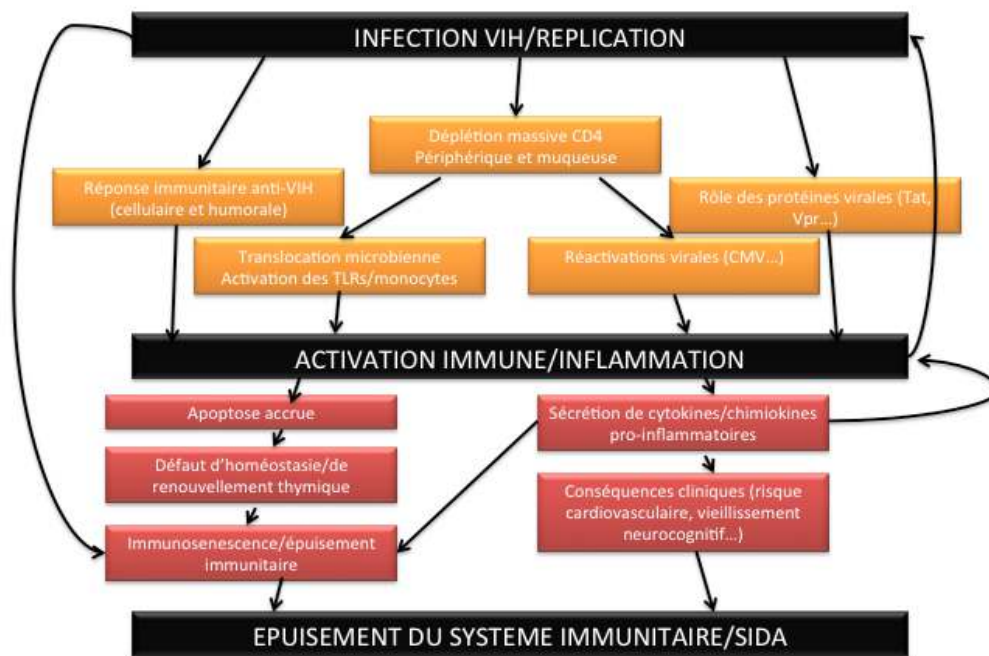 INFECTION VIH/REPLICATION
Déplétion massive CD4
Périphérique et muqueuse
Réponse immunitaire anti-VIH
(cellulaire et humorale)
Rôle des protéines virales (Tat,
Vpr...)
Translocation microbienne
Activation des TLRs/monocytes
Réactivations virales (CMV...)
ACTIVATION IMMUNE/INFLAMMATION
Apoptose accrue
Sécrétion de cytokines/chimiokines
pro-inflammatoires
Défaut d'homéostasie/de
renouvellement thymique
Conséquences cliniques (risque
cardiovasculaire, vieillissement
neurocognitif...)
Immunosenescence/épuisement
immunitaire
EPUISEMENT DU SYSTEME IMMUNITAIRE/SIDA